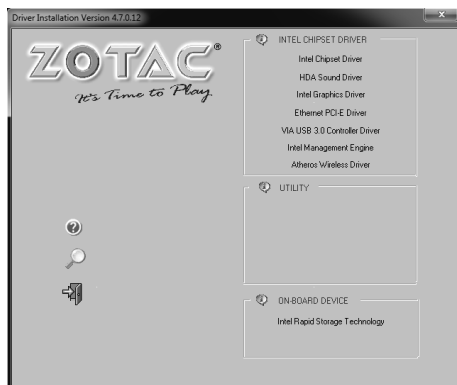 Driver Installation Version 4.7.0.12
ZOTAC®
It's Time to Play
INTEL CHIPSET DRIVER
Intel Chipset Driver
HDA Sound Driver
Intel Graphics Driver
Ethernet PCI-E Driver
VIA USB 3.0 Controller Driver
Intel Management Engine
Atheros Wireless Driver
UTILITY
ON-BOARD DEVICE
Intel Rapid Storage Technology